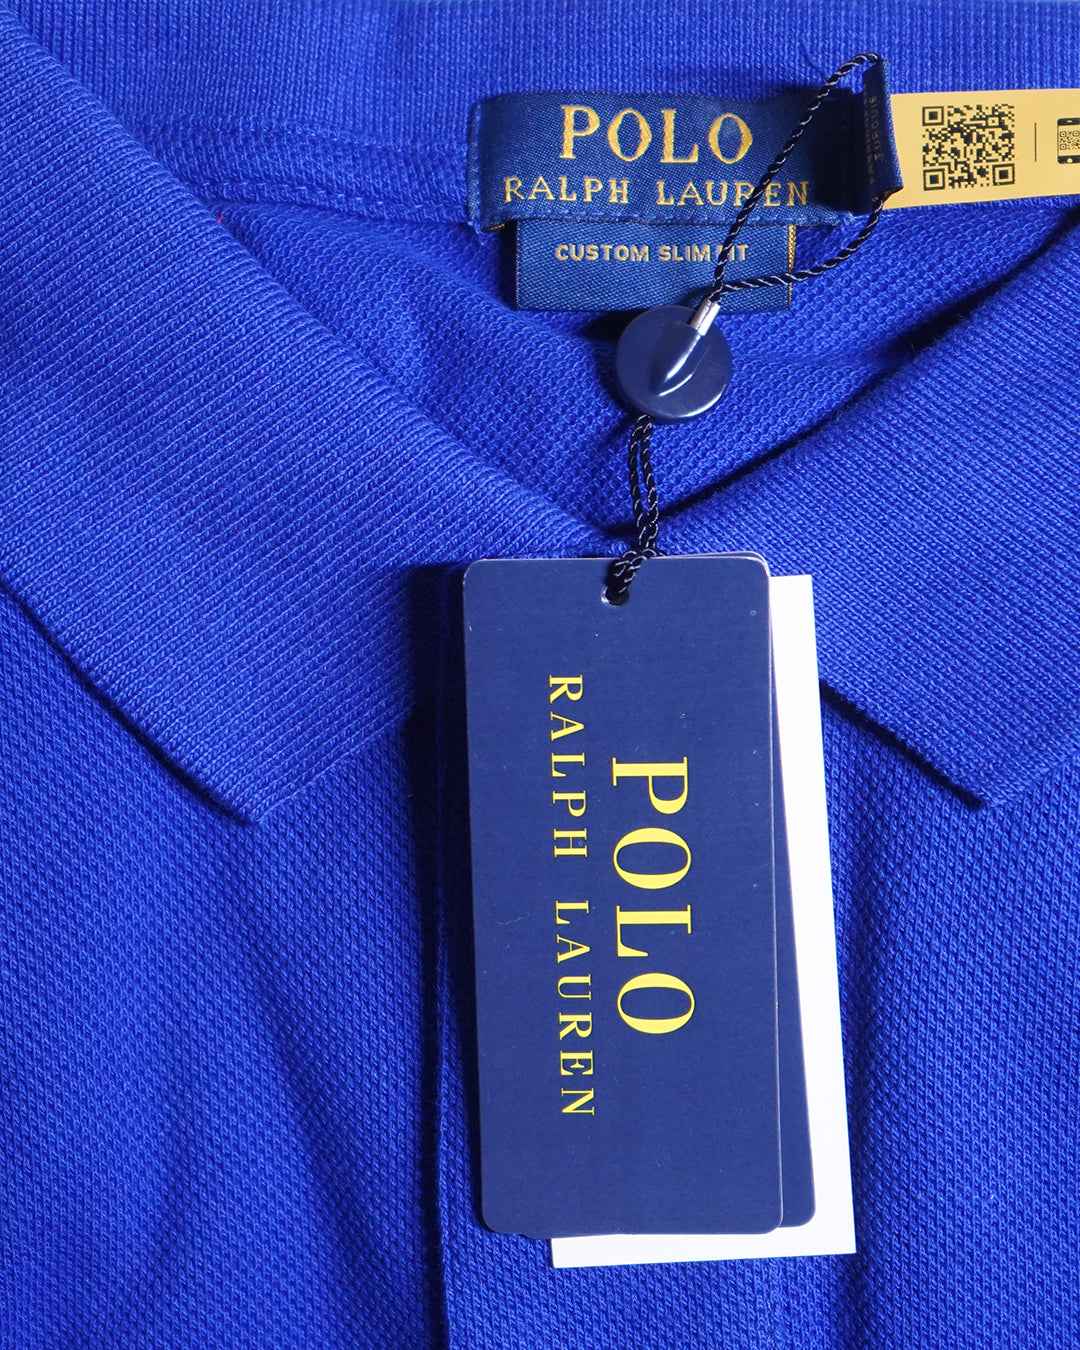 POLO
RALPH LAUREN
CUSTOM SLIM FIT
POLO
RALPH LAUREN